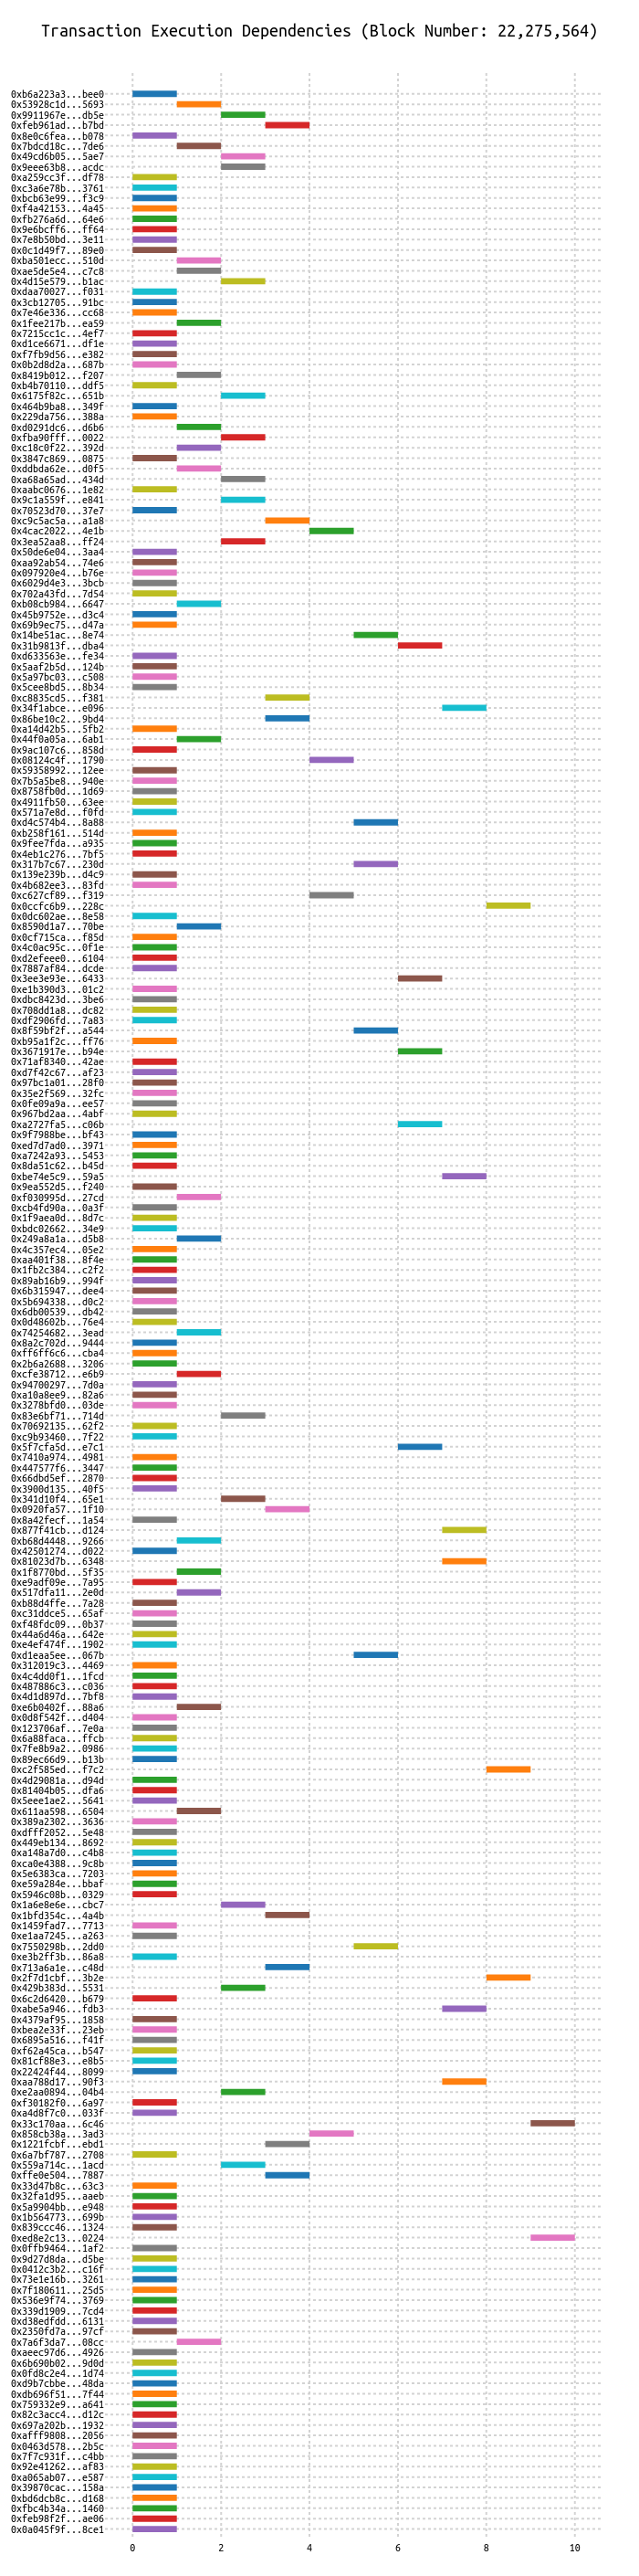 Transaction Execution Dependencies (Block Number: 22,275,564)
0xb6a223a3...bee0
0x53928c1d...5693
0x9911967e...db5e
0xfeb961ad...b7bd
0x8e0c6fea...b078
0x7bdcd18c...7de6
0x49cd6b05...5ae7
0x9eee63b8...acdc
0xa259cc3f...df78
0xc3a6e78b...3761
0xbcb63e99...f3c9
0xf4a42153...4a45
0xfb276a6d...64e6
0x9e6bcff6...ff64
0x7e8b50bd...3e11
0x0c1d49f7...89e0
0xba501ecc...510d
0xae5de5e4...c7c8
0x4d15e579...b1ac
0xdaa70027...f031
0x3cb12705...91bc
0x7e46e336...cc68
0x1fee217b...ea59
0x7215cc1c...4ef7
0xd1ce6671...df1e
0xf7fb9d56...e382
0x0b2d8d2a...687b
0x8419b012...f207
0xb4b70110...ddf5
0x6175f82c...651b
0x464b9ba8...349f
0x229da756...388a
0xd0291dc6...d6b6
0xfba90fff...0022
0xc18c0f22...392d
0x3847c869...0875
0xddbda62e...d0f5
0xa68a65ad...434d
0xaabc0676...1e82
0x9c1a559f...e841
0x70523d70...37e7
0xc9c5ac5a...a1a8
0x4cac2022...4e1b
0x3ea52aa8...ff24
0x50de6e04...3aa4
0xaa92ab54...74e6
0x097920e4...b76e
0x6029d4e3...3bcb
0x702a43fd...7d54
0xb08cb984...6647
0x45b9752e...d3c4
0x69b9ec75...d47a
0x14be51ac...8e74
0x31b9813f...dba4
0xd633563e...fe34
0x5aaf2b5d...124b
0x5a97bc03...c508
0x5cee8bd5...8b34
0xc8835cd5...f381
0x34f1abce...e096
0x86be10c2...9bd4
0xa14d42b5...5fb2
0x44f0a05a...6ab1
0x9ac107c6...858d
0x08124c4f...1790
0x59358992...12ee
0x7b5a5be8...940e
0x8758fb0d...1d69
0x4911fb50...63ee
0x571a7e8d...f0fd
0xd4c574b4...8a88
0xb258f161...514d
0x9fee7fda...a935
0x4eb1c276...7bf5
0x317b7c67...230d
0x139e239b...d4c9
0x4b682ee3...83fd
0xc627cf89...f319
0x0ccfc6b9...228c
0x0dc602ae...8e58
0x8590d1a7...70be
0x0cf715ca...f85d
0x4c0ac95c...0f1e
0xd2efeee0...6104
0x7887af84...dcde
0x3ee3e93e...6433
0xe1b390d3...01c2
0xdbc8423d...3be6
0x708dd1a8...dc82
0xdf2906fd...7a83
0x8f59bf2f...a544
0xb95a1f2c...ff76
0x3671917e...b94e
0x71af8340...42ae
0xd7f42c67...af23
0x97bc1a01...28f0
0x35e2f569...32fc
0x0fe09a9a...ee57
0x967bd2aa...4abf
0xa2727fa5...c06b
0x9f7988be...bf43
0xed7d7ad0...3971
0xa7242a93...5453
0x8da51c62...b45d
0xbe74e5c9...59a5
0x9ea552d5...f240
0xf030995d...27cd
0xcb4fd90a...0a3f
0x1f9aea0d...8d7c
0xbdc02662...34e9
0x249a8a1a...d5b8
0x4c357ec4...05e2
0xaa401f38...8f4e
0x1fb2c384...c2f2
0x89ab16b9...994f
0x6b315947...dee4
0x5b694338...d0c2
0x6db00539...db42
0x0d48602b...76e4
0x74254682...3ead
0x8a2c702d...9444
0xff6ff6c6...cba4
0x2b6a2688...3206
0xcfe38712...e6b9
0x94700297...7d0a
0xa10a8ee9...82a6
0x3278bfd0...03de
0x83e6bf71...714d
0x70692135...62f2
0xc9b93460...7f22
0x5f7cfa5d...e7c1
0x7410a974...4981
0x447577f6...3447
0x66dbd5ef...2870
0x3900d135...40f5
0x341d10f4...65e1
0x0920fa57...1f10
0x8a42fecf...1a54
0x877f41cb...d124
0xb68d4448...9266
0x42501274...d022
0x81023d7b...6348
0x1f8770bd...5f35
0xe9adf09e...7a95
0x517dfa11...2e0d
0xb88d4ffe...7a28
0xc31ddce5...65af
0xf48fdc09...0b37
0x44a6d46a...642e
0xe4ef474f...1902
0xd1eaa5ee...067b
0x312019c3...4469
0x4c4dd0f1...1fcd
0x487886c3...c036
0x4d1d897d...7bf8
0xe6b0402f...88a6
0x0d8f542f...d404
0x123706af...7e0a
0x6a88faca...ffcb
0x7fe8b9a2...0986
0x89ec66d9...b13b
0xc2f585ed...f7c2
0x4d29081a...d94d
0x81404b05...dfa6
0x5eee1ae2...5641
0x611aa598...6504
0x389a2302...3636
0xdfff2052...5e48
0x449eb134...8692
0xa148a7d0...c4b8
0xca0e4388...9c8b
0x5e6383ca...7203
0xe59a284e...bbaf
0x5946c08b...0329
0x1a6e8e6e...cbc7
0x1bfd354c...4a4b
0x1459fad7...7713
0xe1aa7245...a263
0x7550298b...2dd0
0xe3b2ff3b...86a8
0x713a6a1e...c48d
0x2f7d1cbf...3b2e
0x429b383d...5531
0x6c2d6420...b679
0xabe5a946...fdb3
0x4379af95...1858
0xbea2e33f...23eb
0x6895a516...f41f
0xf62a45ca...b547
0x81cf88e3...e8b5
0x22424f44...8099
0xaa788d17...90f3
0xe2aa0894...04b4
0xf30182f0...6a97
0xa4d8f7c0...033f
0x33c170aa...6c46
0x858cb38a...3ad3
0x1221fcbf...ebd1
0x6a7bf787...2708
0x559a714c...1acd
0xffe0e504...7887
0x33d47b8c...63c3
0x32fa1d95...aaeb
0x5a9904bb...e948
0x1b564773...699b
0x839ccc46...1324
0xed8e2c13...0224
0x0ffb9464...1af2
0x9d27d8da...d5be
0x0412c3b2...c16f
0x73e1e16b...3261
0x7f180611...25d5
0x536e9f74...3769
0x339d1909...7cd4
0xd38edfdd...6131
0x2350fd7a...97cf
0x7a6f3da7...08cc
0xaeec97d6...4926
0x6b690b02...9d0d
0x0fd8c2e4...1d74
0xd9b7cbbe...48da
0xdb696f51...7f44
0x759332e9...a641
0x82c3acc4...d12c
0x697a202b...1932
0xafff9808...2056
0x0463d578...2b5c
0x7f7c931f...c4bb
0x92e41262...af83
0xa065ab07...e587
0x39870cac...158a
0xbd6dcb8c...d168
0xfbc4b34a...1460
0xfeb98f2f...ae06
0x0a045f9f...8ce1
0 2 4 6 8 10